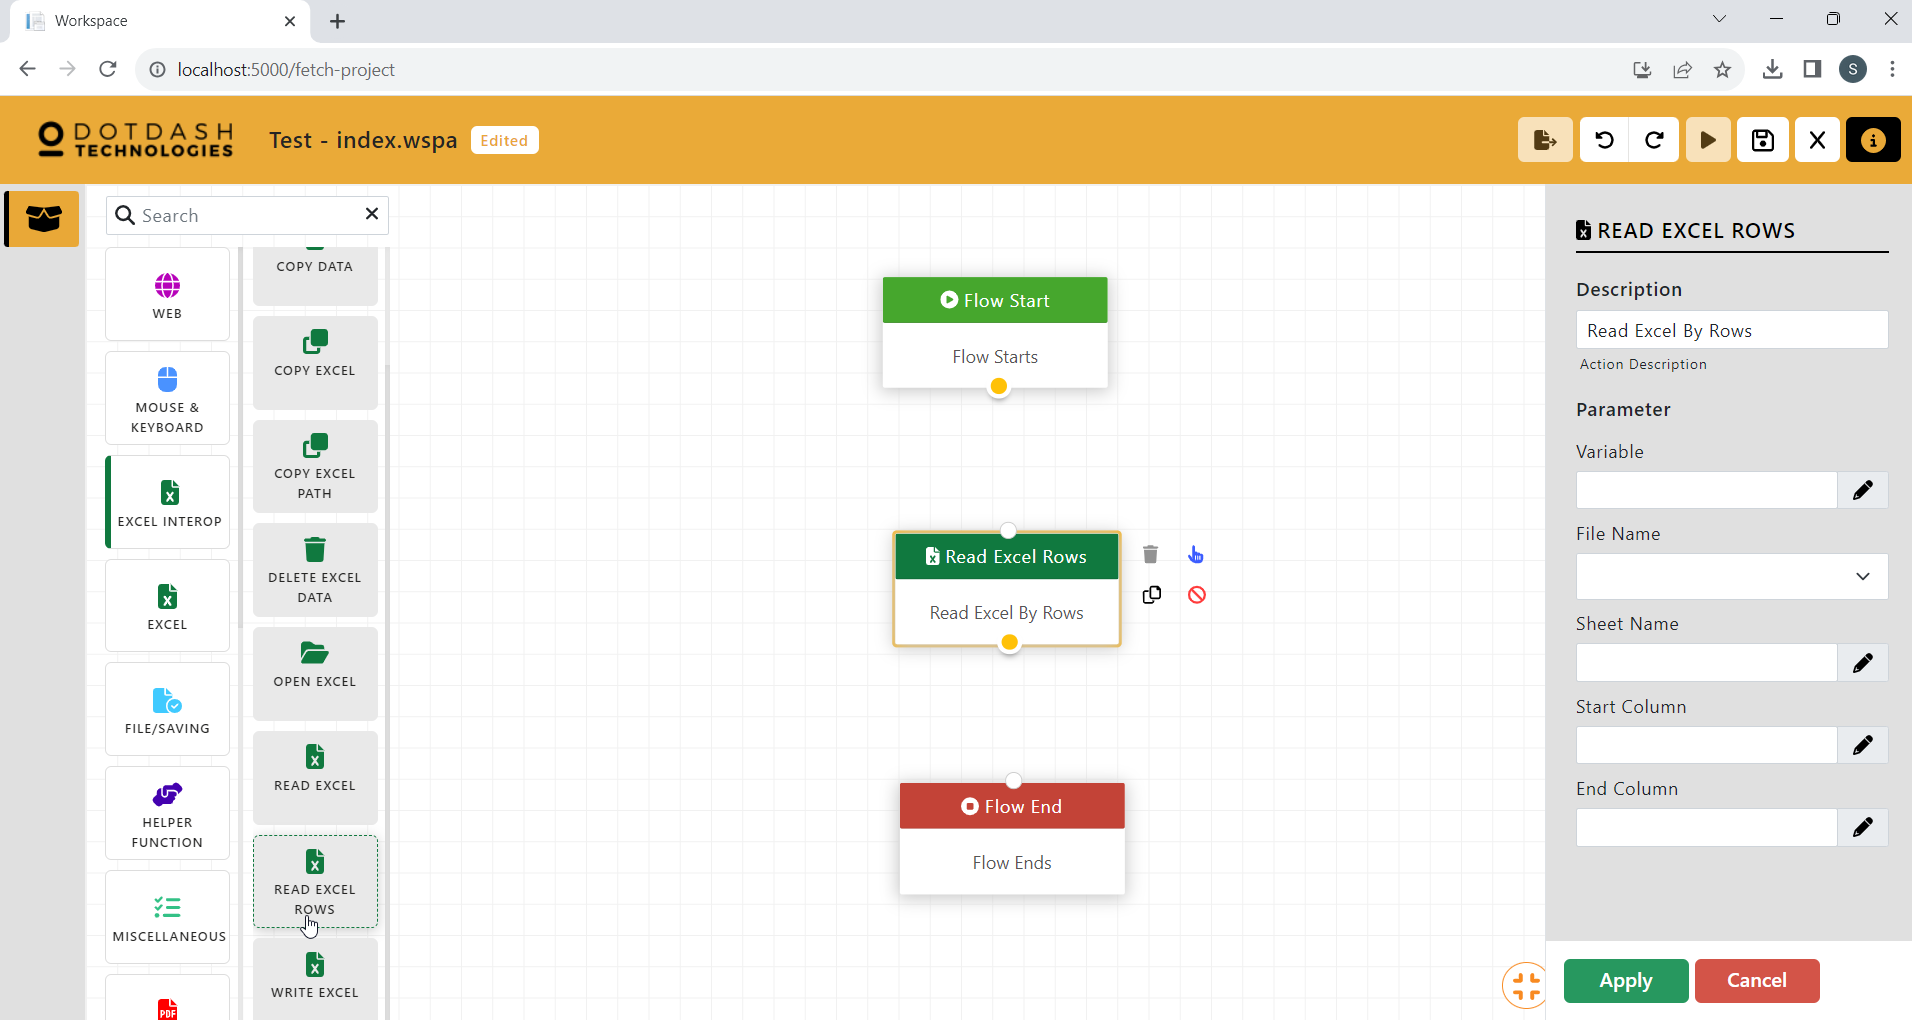 Workspace
localhost:5000/fetch-project
S
DOTDASH
TECHNOLOGIES
Test - index.wspa
Edited
Search
WEB
MOUSE &
KEYBOARD
EXCEL INTEROP
EXCEL
FILE/SAVING
HELPER
FUNCTION
MISCELLANEOUS
PDF
COPY DATA
COPY EXCEL
COPY EXCEL
PATH
DELETE EXCEL
DATA
OPEN EXCEL
READ EXCEL
READ EXCEL
ROWS
WRITE EXCEL
Flow Start
Flow Starts
Read Excel Rows
Read Excel By Rows
Flow End
Flow Ends
READ EXCEL ROWS
Description
Read Excel By Rows
Action Description
Parameter
Variable
File Name
Sheet Name
Start Column
End Column
Apply
Cancel